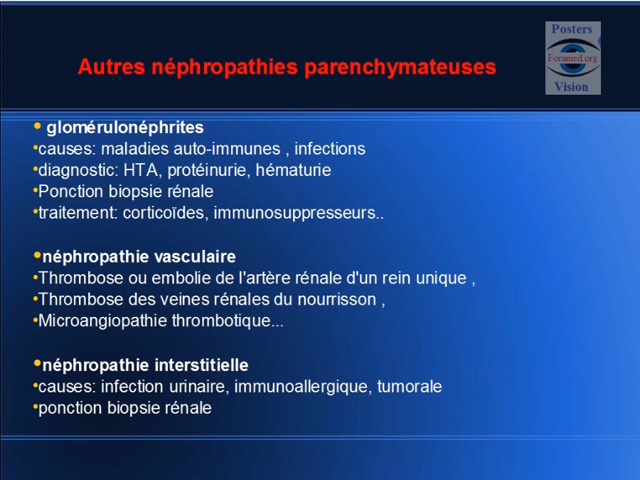 Posters
Forumed.org
Vision
Autres néphropathies parenchymateuses
• glomérulonéphrites
•causes: maladies auto-immunes , infections
•diagnostic: HTA, protéinurie, hématurie
•Ponction biopsie rénale
•traitement: corticoïdes, immunosuppresseurs..
•néphropathie vasculaire
•Thrombose ou embolie de l'artère rénale d'un rein unique ,
•Thrombose des veines rénales du nourrisson ,
•Microangiopathie thrombotique...
•néphropathie interstitielle
•causes: infection urinaire, immunoallergique, tumorale
•ponction biopsie rénale